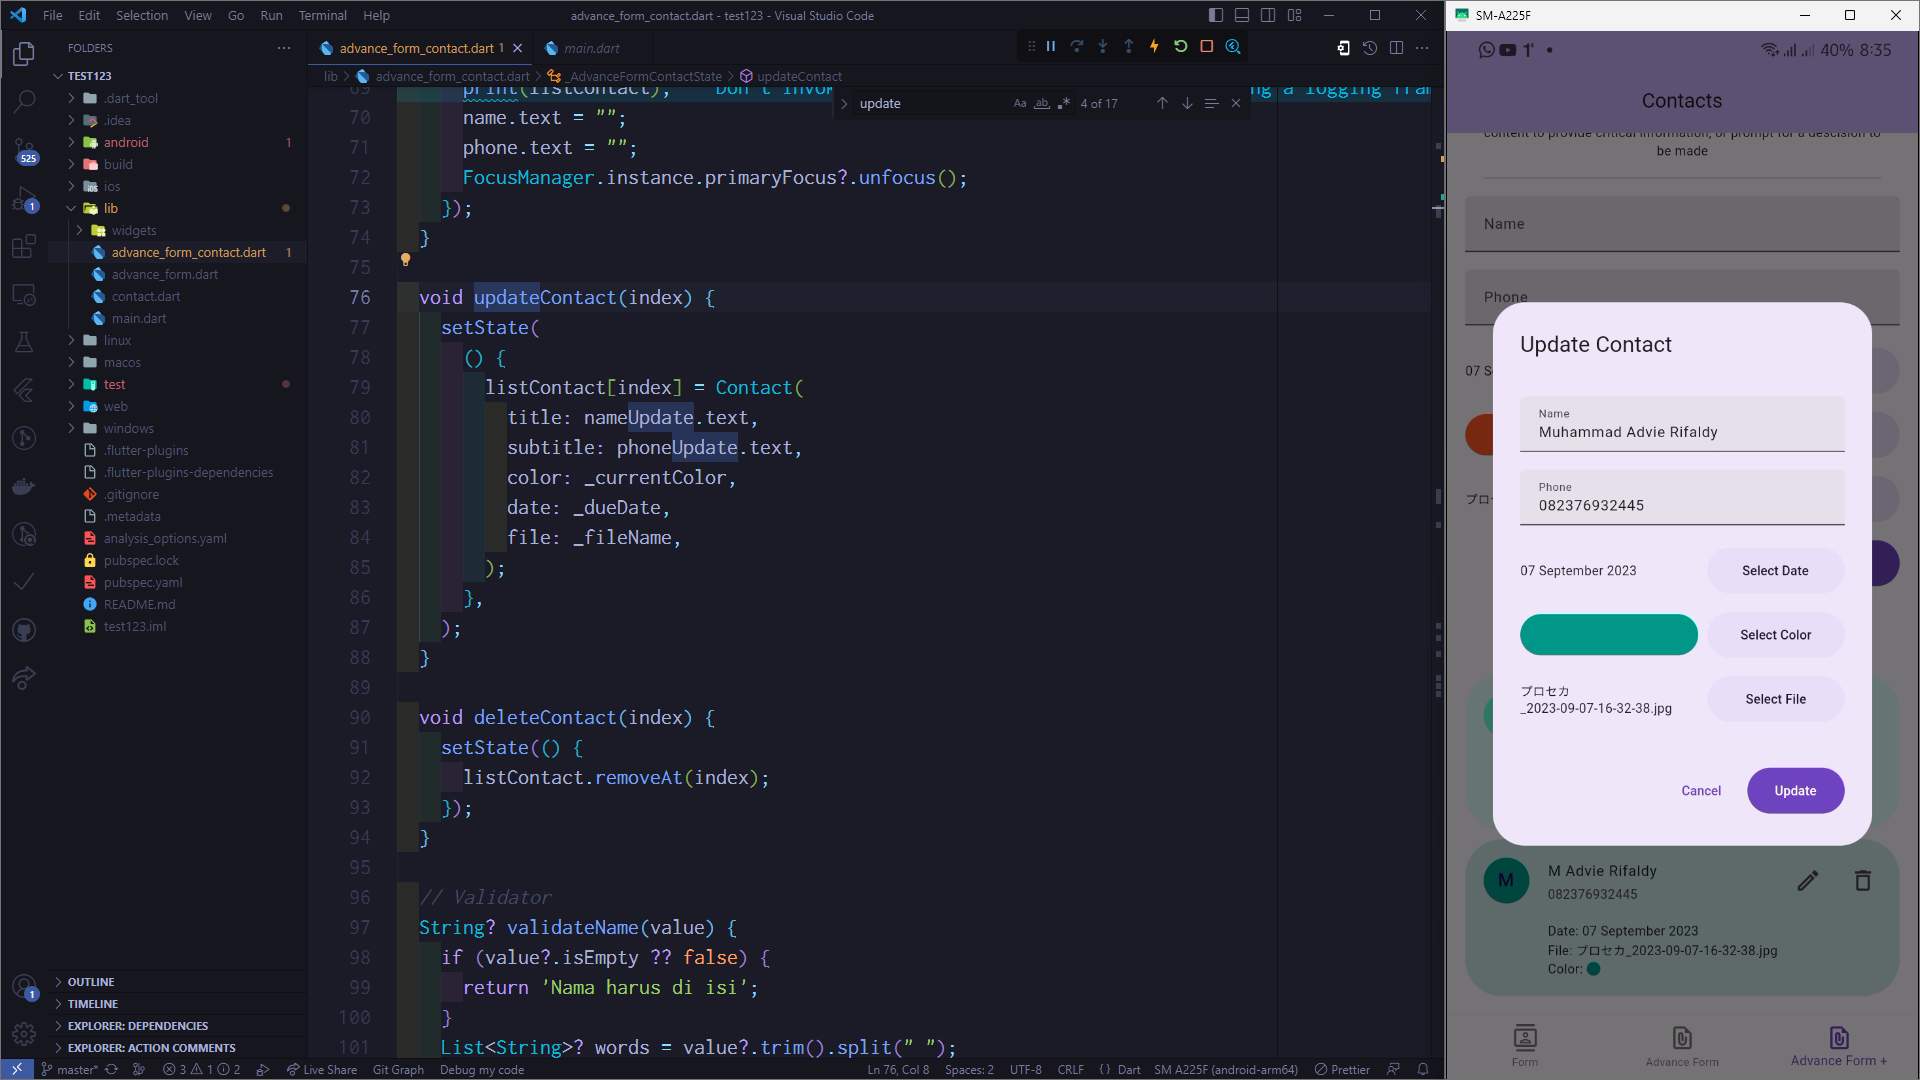 File Edit Selection View Go Run Terminal Help
advance_form_contact.dart - test123 - Visual Studio Code
FOLDERS
TEST123
.dart_tool
.idea
android 1
build
ios
lib
widgets
advance_form_contact.dart 1
advance_form.dart
contact.dart
main.dart
linux
macos
test
web
windows
.flutter-plugins
.flutter-plugins-dependencies
.gitignore
.metadata
analysis_options.yaml
pubspec.lock
pubspec.yaml
README.md
test123.iml
OUTLINE
TIMELINE
EXPLORER: DEPENDENCIES
EXPLORER: ACTION COMMENTS
525
1
1
advance_form_contact.dart 1
main.dart
lib > advance_form_contact.dart > _AdvanceFormContactState > updateContact
update
Aa ab 4 of 17
69 print(listContact); Don't invok
g a logging fram
70 name.text = "";
71 phone.text = "";
72 FocusManager.instance.primaryFocus?.unfocus();
73 });
74 }
75
76 void updateContact(index) {
77 setState(
78 () {
79 listContact[index] = Contact(
80 title: nameUpdate.text,
81 subtitle: phoneUpdate.text,
82 color: _currentColor,
83 date: _dueDate,
84 file: _fileName,
85 );
86 },
87 );
88 }
89
90 void deleteContact(index) {
91 setState(() {
92 listContact.removeAt(index);
93 });
94 }
95
96 // Validator
97 String? validateName(value) {
98 if (value?.isEmpty ?? false) {
99 return 'Nama harus di isi';
100 }
101 List<String>? words = value?.trim().split(" ");
master* 3 1 2 Live Share Git Graph Debug my code
Ln 76, Col 8 Spaces: 2 UTF-8 CRLF {} Dart SM A225F (android-arm64) Prettier
SM-A225F
40% 8:35
Contacts
content to provide critical information, or prompt for a descision to
be made
Name
Phone
07 S
プロ
Update Contact
Name
Muhammad Advie Rifaldy
Phone
082376932445
07 September 2023
Select Date
Select Color
プロセカ
_2023-09-07-16-32-38.jpg
Select File
Cancel
Update
M
M Advie Rifaldy
082376932445
Date: 07 September 2023
File: プロセカ_2023-09-07-16-32-38.jpg
Color:
Form
Advance Form
Advance Form +